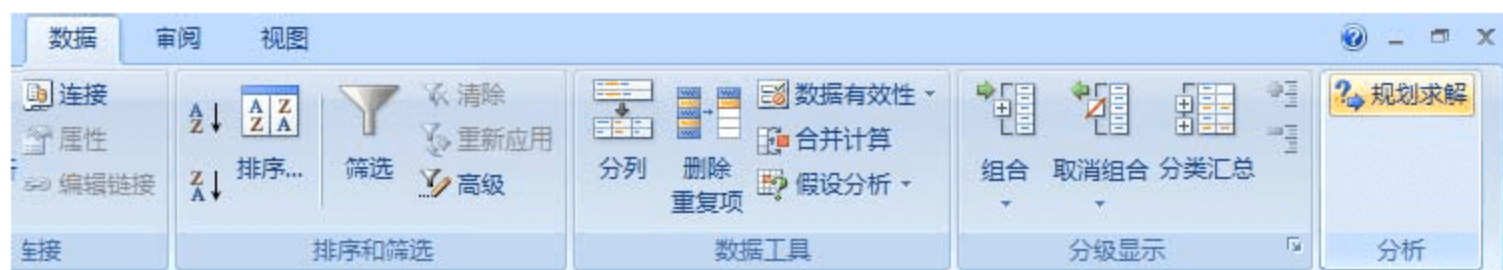 数据 审阅 视图
连接
属性
编辑链接
连接
A
Z
Z
A
A Z
Z A
排序...
筛选
清除
重新应用
高级
排序和筛选
分列
删除
重复项
数据有效性
合并计算
假设分析
数据工具
组合
取消组合
分类汇总
分级显示
规划求解
分析